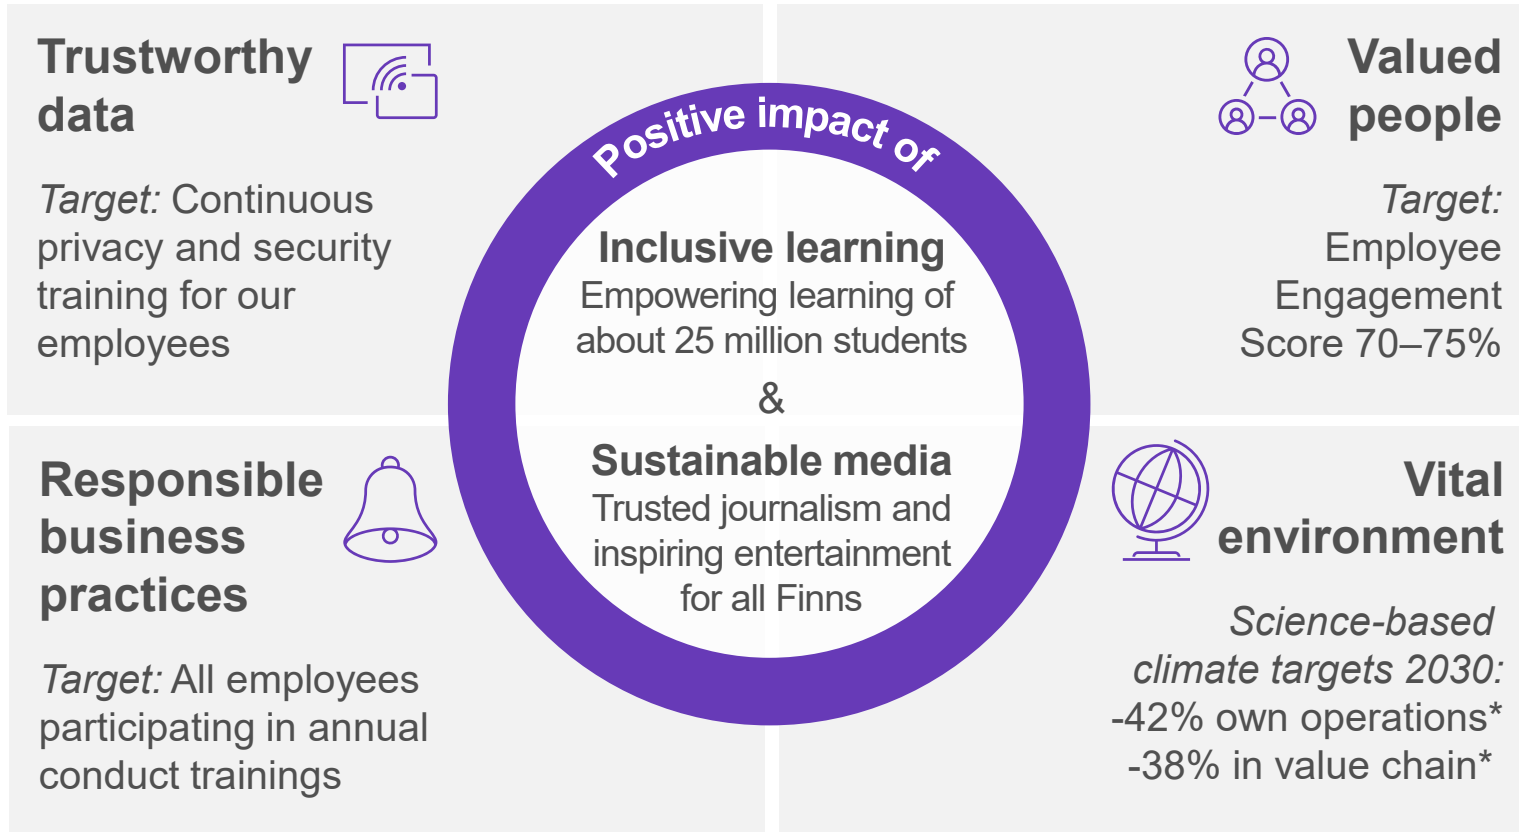 Trustworthy
data
Target: Continuous
privacy and security
training for our
employees
Valued
people
Target:
Employee
Engagement
Score 70–75%
Positive impact of
Inclusive learning
Empowering learning of
about 25 million students
&
Sustainable media
Trusted journalism and
inspiring entertainment
for all Finns
Responsible
business
practices
Target: All employees
participating in annual
conduct trainings
Vital
environment
Science-based
climate targets 2030:
-42% own operations*
-38% in value chain*